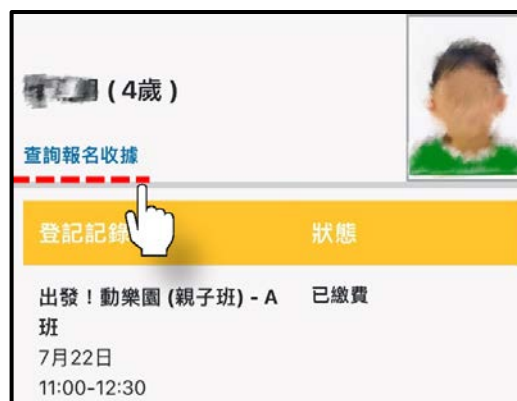 (4歲)
查詢報名收據
登記記錄
狀態
出發！動樂園 (親子班) - A
已繳費
班
7月22日
11:00-12:30